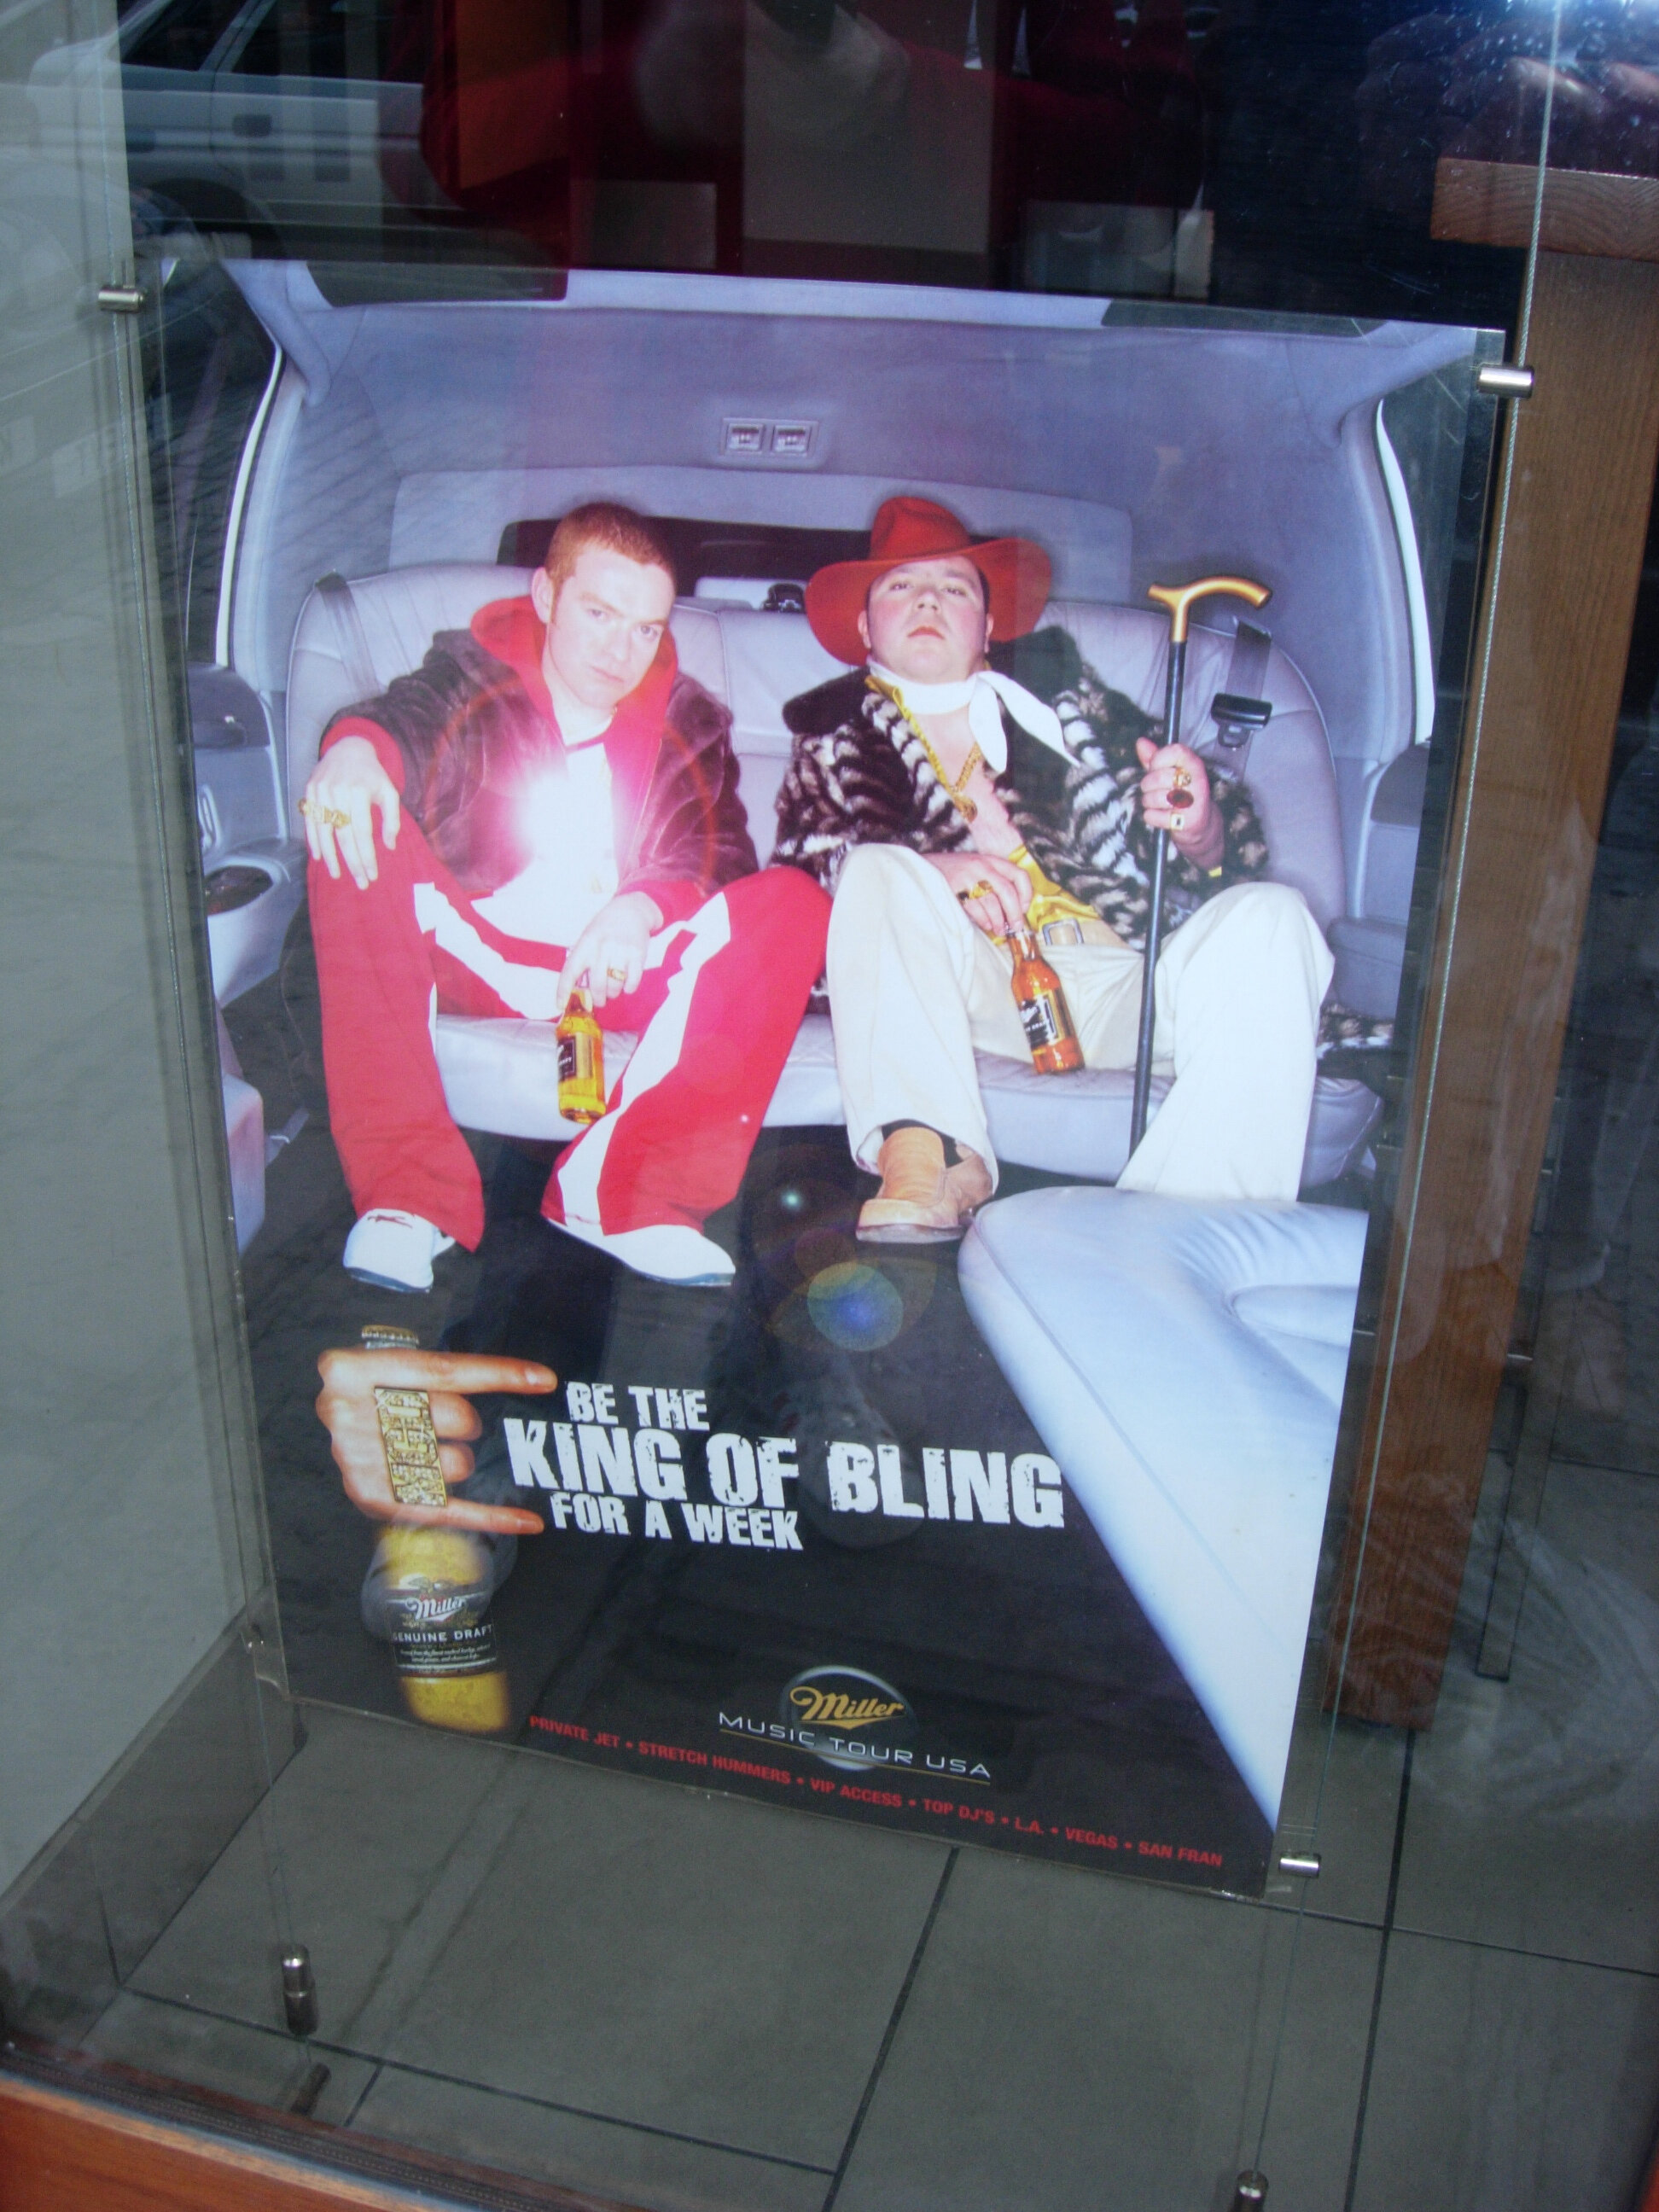 BE THE
KING OF BLING
FOR A WEEK
Miller
GENUINE DRAFT
Miller
MUSIC TOUR USA
PRIVATE JET • STRETCH HUMMERS • VIP ACCESS • TOP DJ'S • L.A. • VEGAS • SAN FRAN